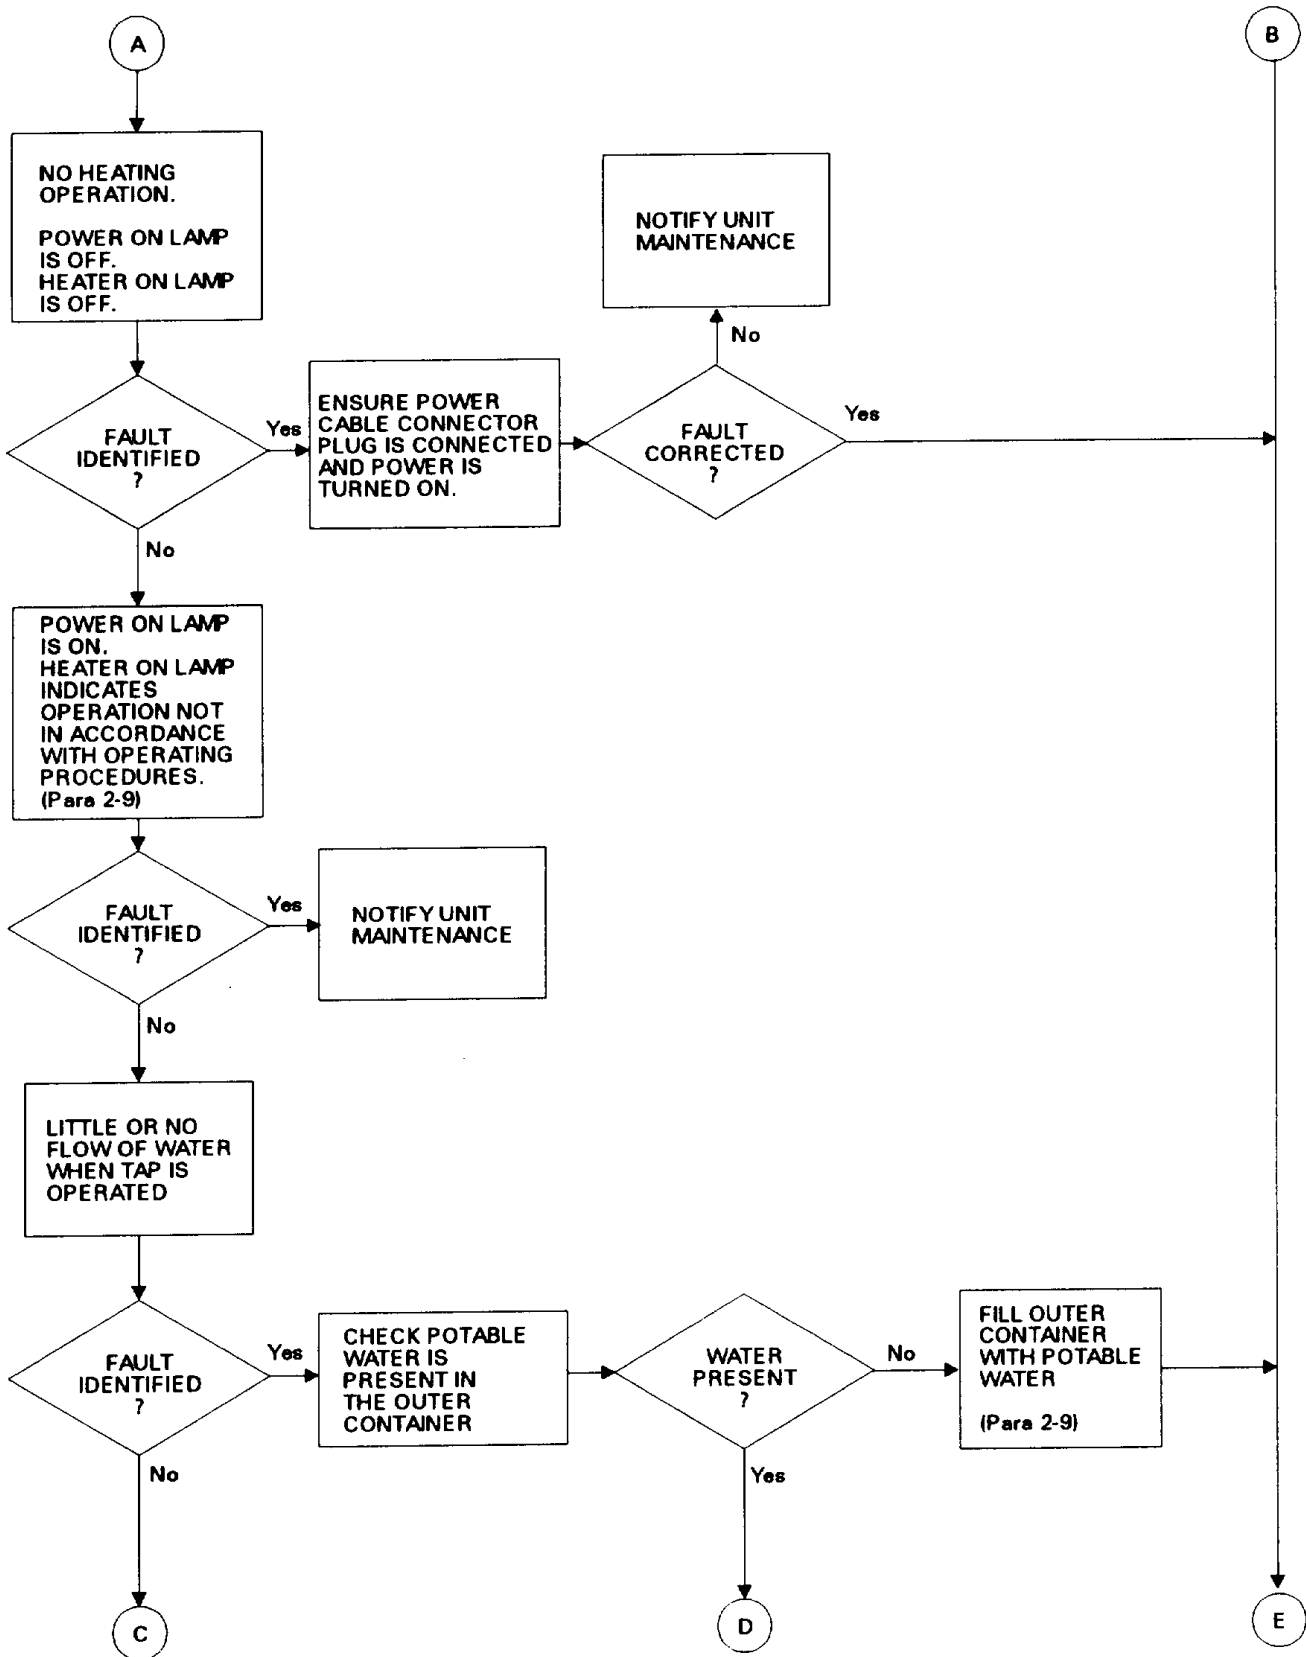 A
B
NO HEATING
OPERATION.
POWER ON LAMP
IS OFF.
HEATER ON LAMP
IS OFF.
NOTIFY UNIT
MAINTENANCE
No
FAULT
IDENTIFIED
?
Yes
ENSURE POWER
CABLE CONNECTOR
PLUG IS CONNECTED
AND POWER IS
TURNED ON.
FAULT
CORRECTED
?
Yes
No
POWER ON LAMP
IS ON.
HEATER ON LAMP
INDICATES
OPERATION NOT
IN ACCORDANCE
WITH OPERATING
PROCEDURES.
(Para 2-9)
FAULT
IDENTIFIED
?
Yes
NOTIFY UNIT
MAINTENANCE
No
LITTLE OR NO
FLOW OF WATER
WHEN TAP IS
OPERATED
FAULT
IDENTIFIED
?
Yes
CHECK POTABLE
WATER IS
PRESENT IN
THE OUTER
CONTAINER
WATER
PRESENT
?
No
FILL OUTER
CONTAINER
WITH POTABLE
WATER
(Para 2-9)
No
Yes
C
D
E